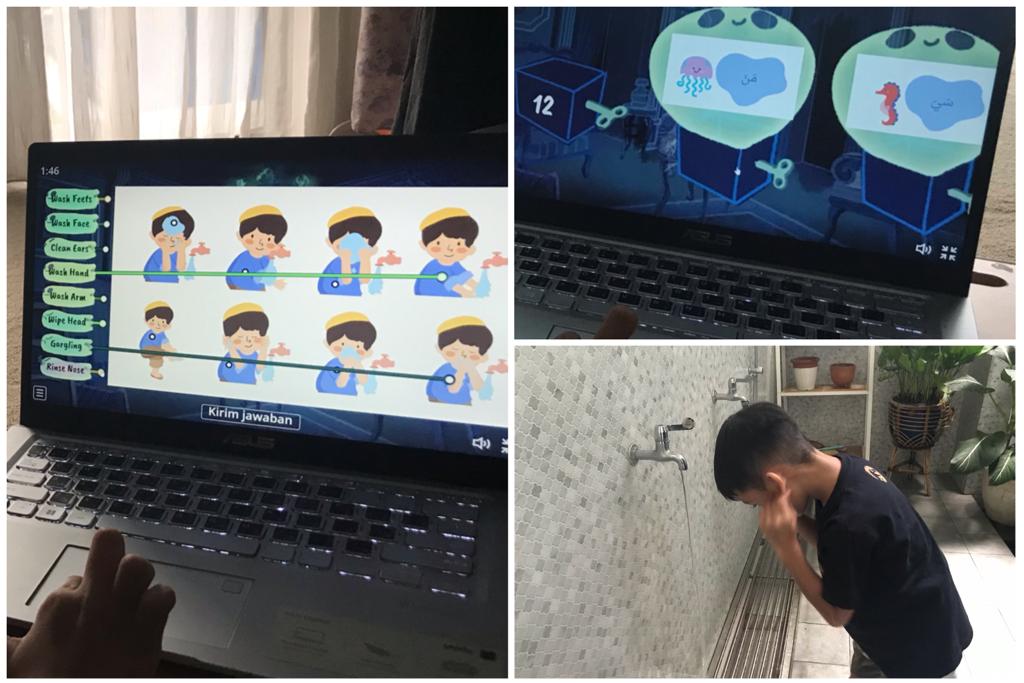 1:46
Wash Feets
Wash Face
Clean Ears
Wash Hand
Wash Arm
Wipe Head
Gargling
Rinse Nose
Kirim jawaban
ASUS
12
مَنْ
ASUS